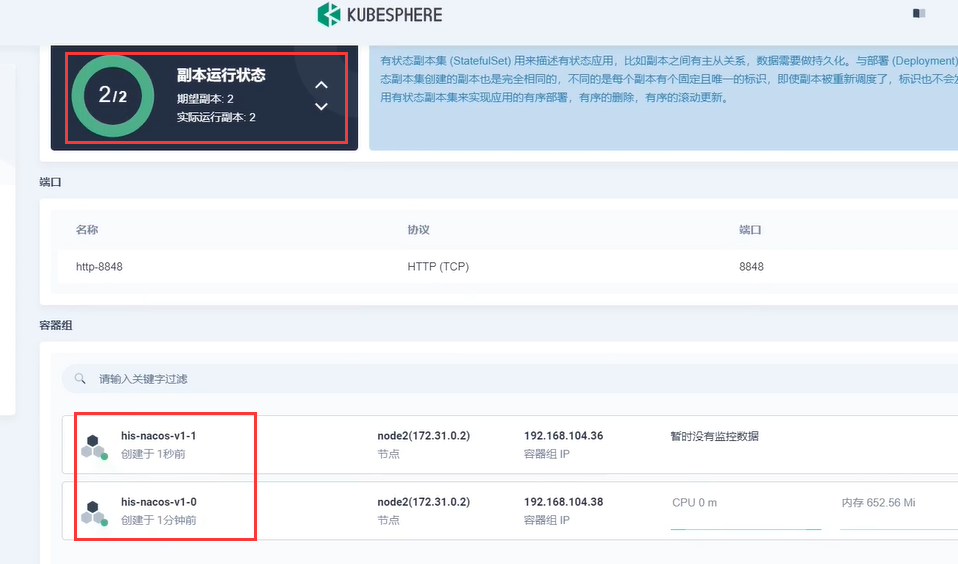 KUBESPHERE
2/2
副本运行状态
期望副本: 2
实际运行副本: 2
有状态副本集 (StatefulSet) 用来描述有状态应用，比如副本之间有主从关系，数据需要做持久化。与部署 (Deployment)
态副本集创建的副本也是完全相同的，不同的是每个副本有个固定且唯一的标识，即使副本被重新调度了，标识也不会
用有状态副本集来实现应用的有序部署，有序的删除，有序的滚动更新。
端口
名称 协议 端口
http-8848 HTTP (TCP) 8848
容器组
请输入关键字过滤
his-nacos-v1-1 node2(172.31.0.2) 192.168.104.36 暂时没有监控数据
创建于 1秒前 节点 容器组 IP
his-nacos-v1-0 node2(172.31.0.2) 192.168.104.38 CPU 0 m 内存 652.56 Mi
创建于 1分钟前 节点 容器组 IP